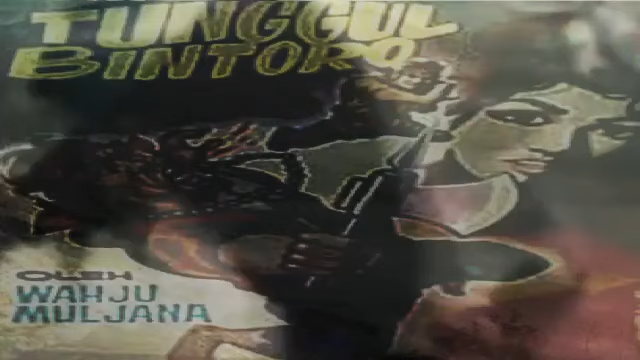 TUNGGUL
BINTORO
OLEH
WAHJU
MULJANA